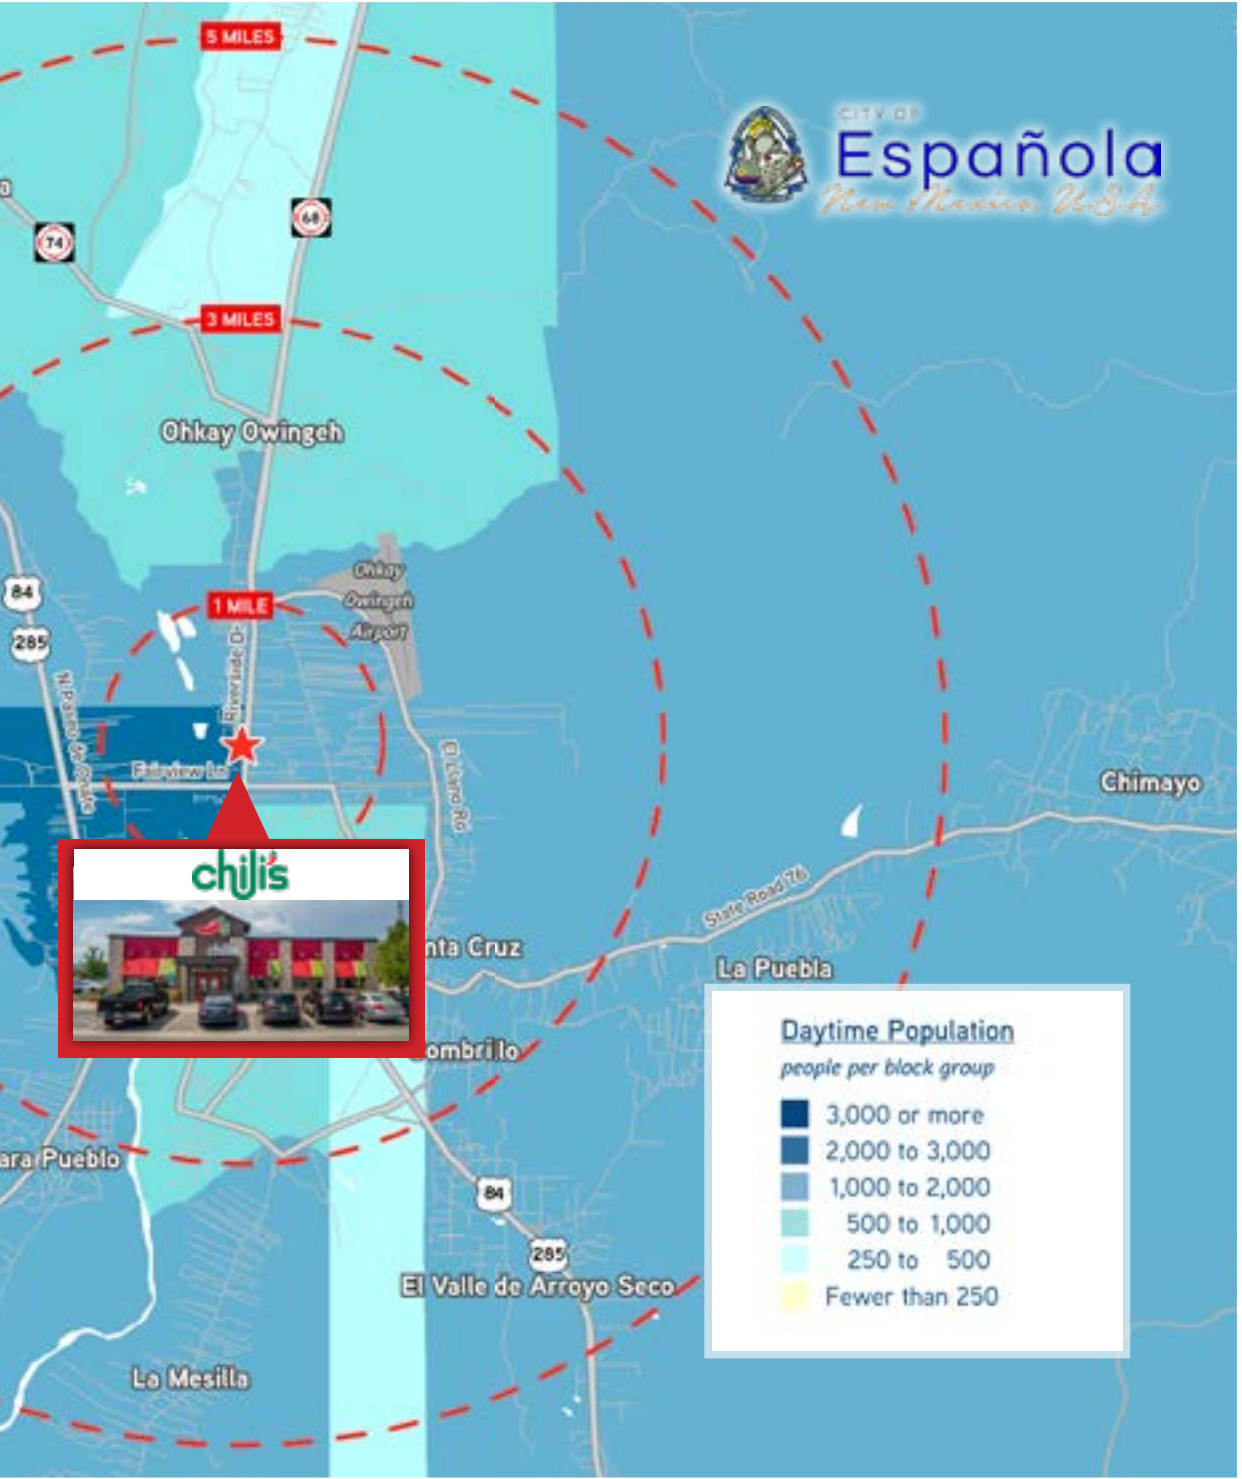 5 MILES
CITY OF
Española
New Mexico, U.S.A.
a
68
74
3 MILES
Ohkay Owingeh
Ohkay
Owingeh
Airport
84
1 MILE
285
Riverside D
N Paseo de Oñate
Fairview Ln
El Llano Rd
Chimayo
chili's
State Road 76
nta Cruz
La Puebla
ombrillo
Daytime Population
people per block group
3,000 or more
2,000 to 3,000
1,000 to 2,000
500 to 1,000
250 to 500
Fewer than 250
ara Pueblo
84
285
El Valle de Arroyo Seco
La Mesilla